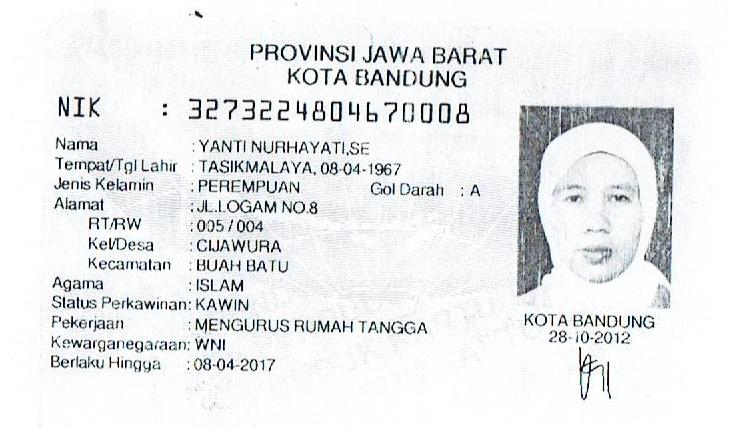 PROVINSI JAWA BARAT
KOTA BANDUNG
NIK : 3273224804670008
Nama : YANTI NURHAYATI,SE
Tempat/Tgl Lahir : TASIKMALAYA, 08-04-1967
Jenis Kelamin : PEREMPUAN Gol Darah : A
Alamat : JL.LOGAM NO.8
RT/RW : 005 / 004
Kel/Desa : CIJAWURA
Kecamatan : BUAH BATU
Agama : ISLAM
Status Perkawinan: KAWIN
Pekerjaan : MENGURUS RUMAH TANGGA
Kewarganegaraan: WNI
Berlaku Hingga : 08-04-2017
KOTA BANDUNG
28-10-2012